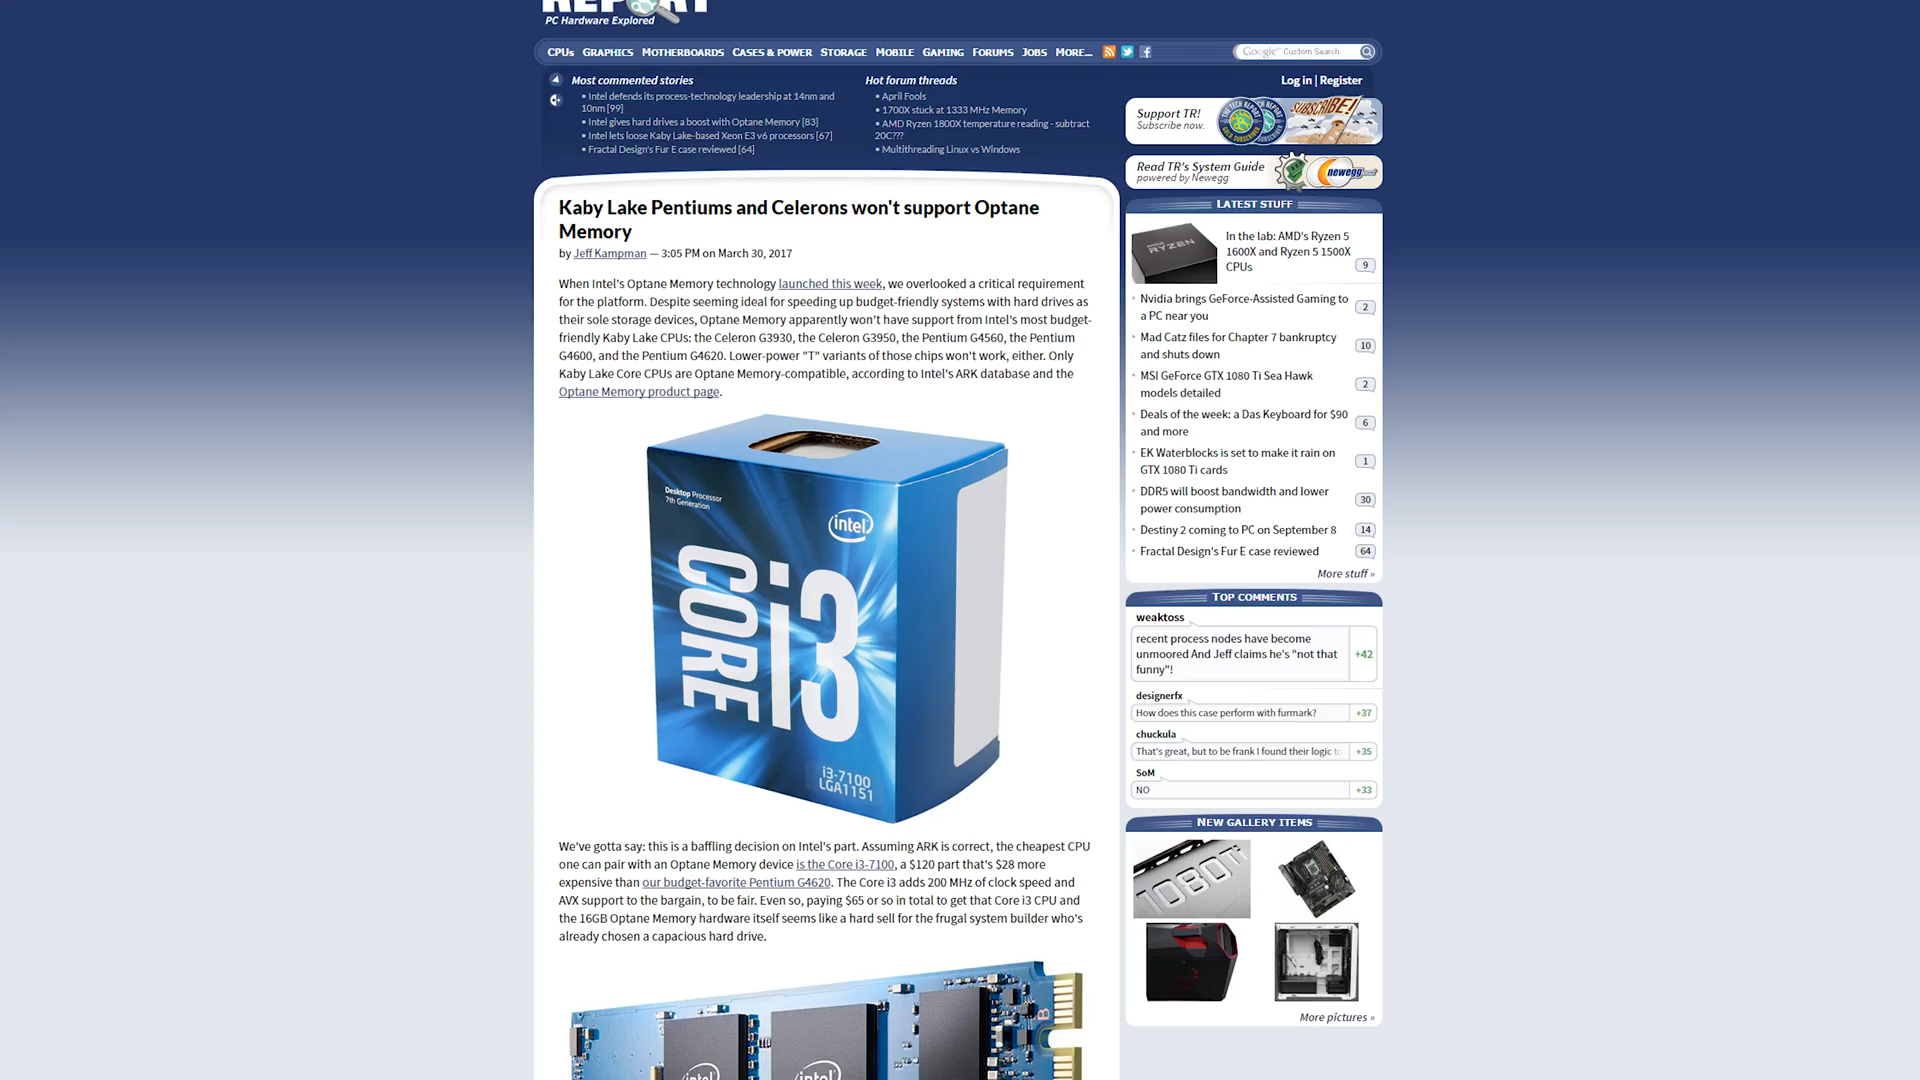 REPORT
PC Hardware Explored
CPUs GRAPHICS MOTHERBOARDS CASES & POWER STORAGE MOBILE GAMING FORUMS JOBS MORE...
Google Custom Search
Most commented stories
Intel defends its process-technology leadership at 14nm and
10nm [99]
Intel gives hard drives a boost with Optane Memory [83]
Intel lets loose Kaby Lake-based Xeon E3 v6 processors [67]
Fractal Design's Fur E case reviewed [64]
Hot forum threads
April Fools
1700X stuck at 1333 MHz Memory
AMD Ryzen 1800X temperature reading - subtract
20C???
Multithreading Linux vs Windows
Log in | Register
Support TR!
Subscribe now.
SUBSCRIBE!
Read TR's System Guide
powered by Newegg
newegg
Kaby Lake Pentiums and Celerons won't support Optane
Memory
by Jeff Kampman — 3:05 PM on March 30, 2017
When Intel's Optane Memory technology launched this week, we overlooked a critical requirement
for the platform. Despite seeming ideal for speeding up budget-friendly systems with hard drives as
their sole storage devices, Optane Memory apparently won't have support from Intel's most budget-
friendly Kaby Lake CPUs: the Celeron G3930, the Celeron G3950, the Pentium G4560, the Pentium
G4600, and the Pentium G4620. Lower-power "T" variants of those chips won't work, either. Only
Kaby Lake Core CPUs are Optane Memory-compatible, according to Intel's ARK database and the
Optane Memory product page.
Desktop Processor
7th Generation
intel
CORE i3
i3-7100
LGA1151
We've gotta say: this is a baffling decision on Intel's part. Assuming ARK is correct, the cheapest CPU
one can pair with an Optane Memory device is the Core i3-7100, a $120 part that's $28 more
expensive than our budget-favorite Pentium G4620. The Core i3 adds 200 MHz of clock speed and
AVX support to the bargain, to be fair. Even so, paying $65 or so in total to get that Core i3 CPU and
the 16GB Optane Memory hardware itself seems like a hard sell for the frugal system builder who's
already chosen a capacious hard drive.
intel
intel
B
LATEST STUFF
AMD
RYZEN
In the lab: AMD's Ryzen 5
1600X and Ryzen 5 1500X
CPUs
9
Nvidia brings GeForce-Assisted Gaming to
a PC near you
2
Mad Catz files for Chapter 7 bankruptcy
and shuts down
10
MSI GeForce GTX 1080 Ti Sea Hawk
models detailed
2
Deals of the week: a Das Keyboard for $90
and more
6
EK Waterblocks is set to make it rain on
GTX 1080 Ti cards
1
DDR5 will boost bandwidth and lower
power consumption
30
Destiny 2 coming to PC on September 8
14
Fractal Design's Fur E case reviewed
64
More stuff »
TOP COMMENTS
weaktoss
recent process nodes have become
unmoored And Jeff claims he's "not that
funny"!
+42
designerfx
How does this case perform with furmark?
+37
chuckula
That's great, but to be frank I found their logic to
+35
SoM
NO
+33
NEW GALLERY ITEMS
1080 Ti
More pictures »